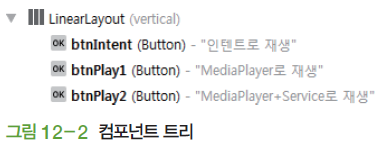 LinearLayout (vertical)
OK btnIntent (Button) - "인텐트로 재생"
OK btnPlay1 (Button) - "MediaPlayer로 재생"
OK btnPlay2 (Button) - "MediaPlayer+Service로 재생"
그림 12-2 컴포넌트 트리